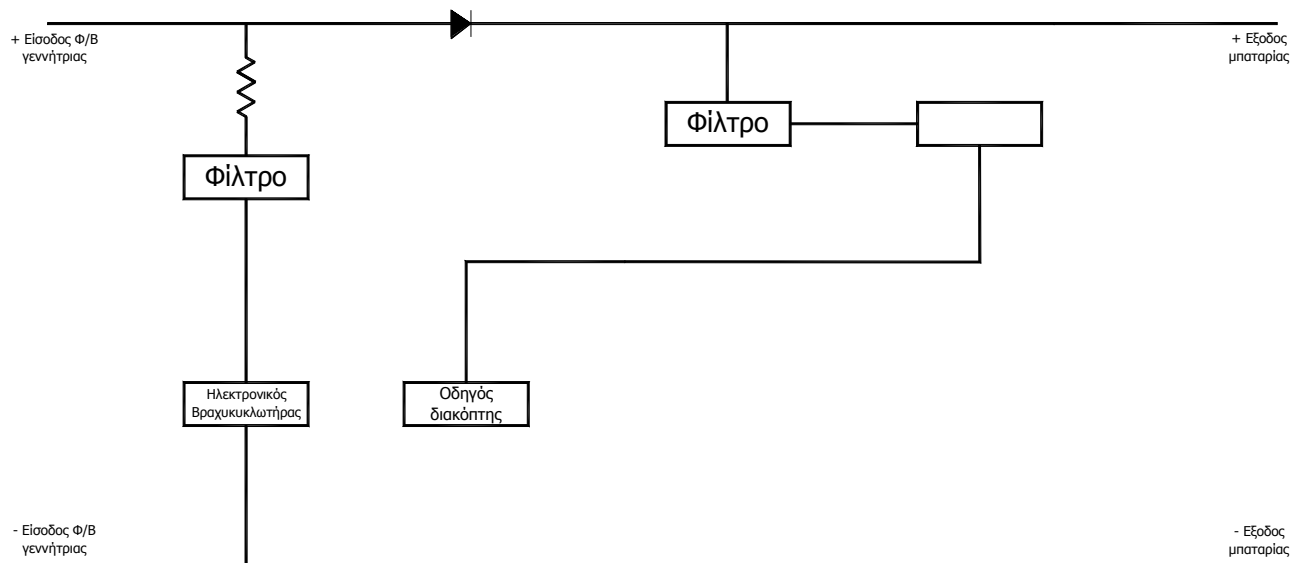 + Είσοδος Φ/Β
γεννήτριας
+ Εξοδος
μπαταρίας
Φίλτρο
Φίλτρο
Ηλεκτρονικός
Βραχυκυκλωτήρας
Οδηγός
διακόπτης
- Είσοδος Φ/Β
γεννήτριας
- Εξοδος
μπαταρίας